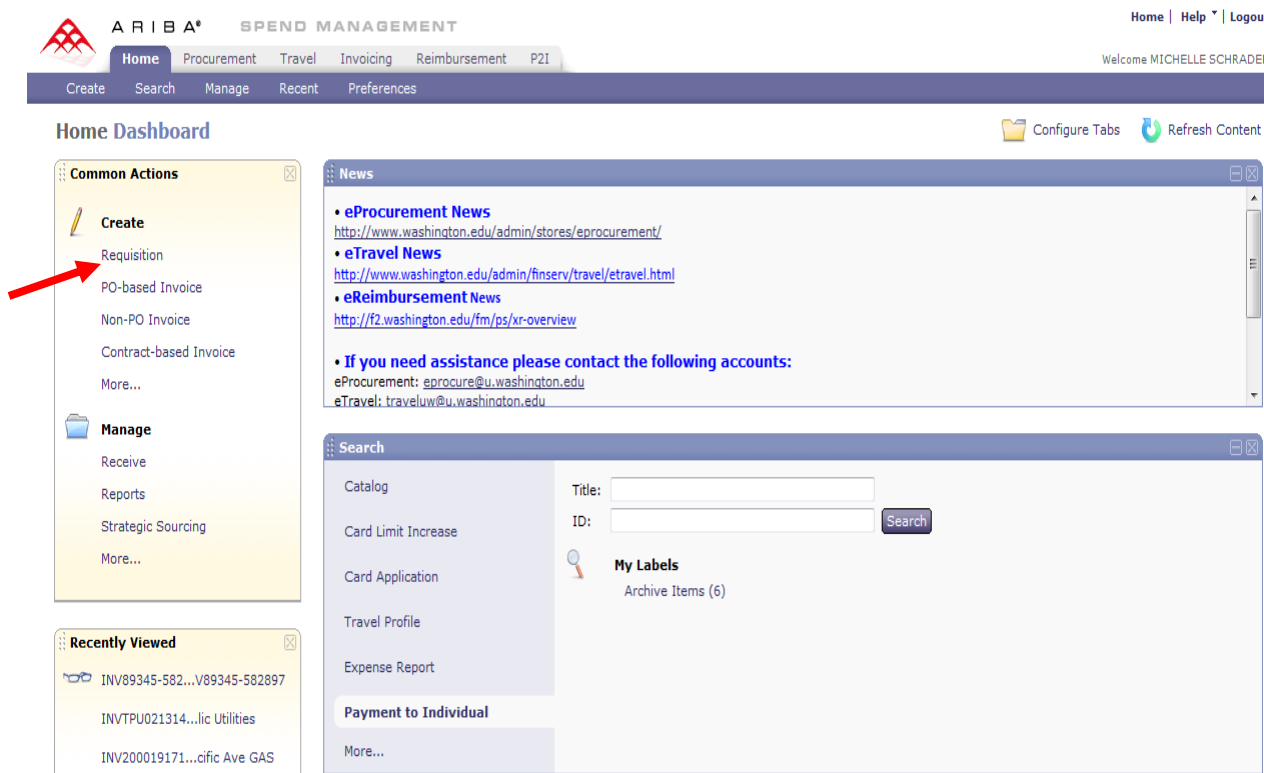 ARIBA® SPEND MANAGEMENT
Home | Help | Logou
Home Procurement Travel Invoicing Reimbursement P2I
Welcome MICHELLE SCHRADE
Create Search Manage Recent Preferences
Home Dashboard
Configure Tabs Refresh Content
Common Actions
Create
Requisition
PO-based Invoice
Non-PO Invoice
Contract-based Invoice
More...
Manage
Receive
Reports
Strategic Sourcing
More...
Recently Viewed
INV89345-582...V89345-582897
INVTPU021314...lic Utilities
INV200019171...cific Ave GAS
News
• eProcurement News
http://www.washington.edu/admin/stores/eprocurement/
• eTravel News
http://www.washington.edu/admin/finserv/travel/etravel.html
• eReimbursement News
http://f2.washington.edu/fm/ps/xr-overview
• If you need assistance please contact the following accounts:
eProcurement: eprocure@u.washington.edu
eTravel: traveluw@u.washington.edu
Search
Catalog
Card Limit Increase
Card Application
Travel Profile
Expense Report
Payment to Individual
More...
Title:
ID:
Search
My Labels
Archive Items (6)